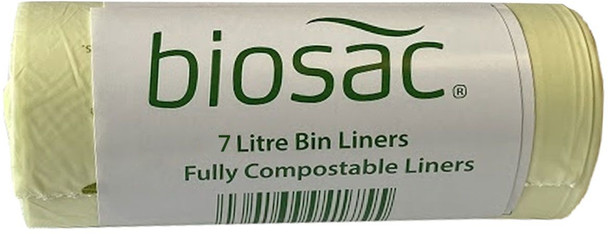 biosac®
7 Litre Bin Liners
Fully Compostable Liners